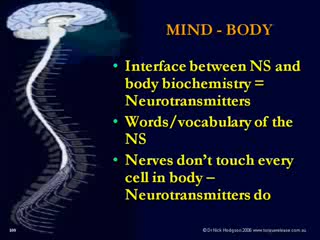 MIND - BODY
• Interface between NS and
body biochemistry =
Neurotransmitters
• Words/vocabulary of the
NS
• Nerves don't touch every
cell in body –
Neurotransmitters do
© Dr Nick Hodgson 2008 www.torquerelease.com.au